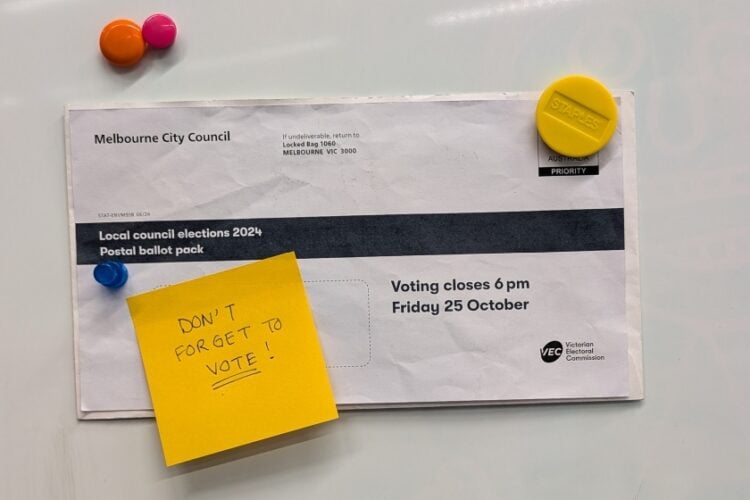 STAPLES
Melbourne City Council
If undeliverable, return to
Locked Bag 1060
MELBOURNE VIC 3000
AUSTRALIA
PRIORITY
Local council elections 2024
Postal ballot pack
Voting closes 6 pm
Friday 25 October
DON'T
FORGET TO
VOTE!
VEC
Victorian
Electoral
Commission